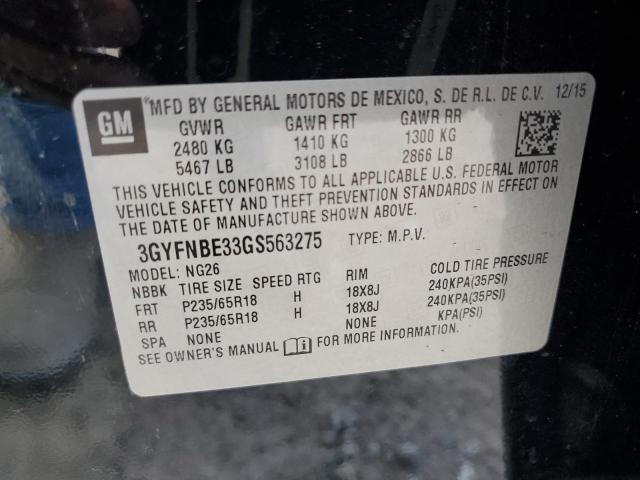 GM
MFD BY GENERAL MOTORS DE MEXICO, S. DE R.L. DE C.V. 12/15
GVWR GAWR FRT GAWR RR
2480 KG 1410 KG 1300 KG
5467 LB 3108 LB 2866 LB
THIS VEHICLE CONFORMS TO ALL APPLICABLE U.S. FEDERAL MOTOR
VEHICLE SAFETY AND THEFT PREVENTION STANDARDS IN EFFECT ON
THE DATE OF MANUFACTURE SHOWN ABOVE.
3GYFNBE33GS563275 TYPE: M.P.V.
MODEL: NG26
NBBK TIRE SIZE SPEED RTG RIM COLD TIRE PRESSURE
FRT P235/65R18 H 18X8J 240KPA(35PSI)
RR P235/65R18 H 18X8J 240KPA(35PSI)
SPA NONE NONE KPA(PSI)
SEE OWNER'S MANUAL FOR MORE INFORMATION.